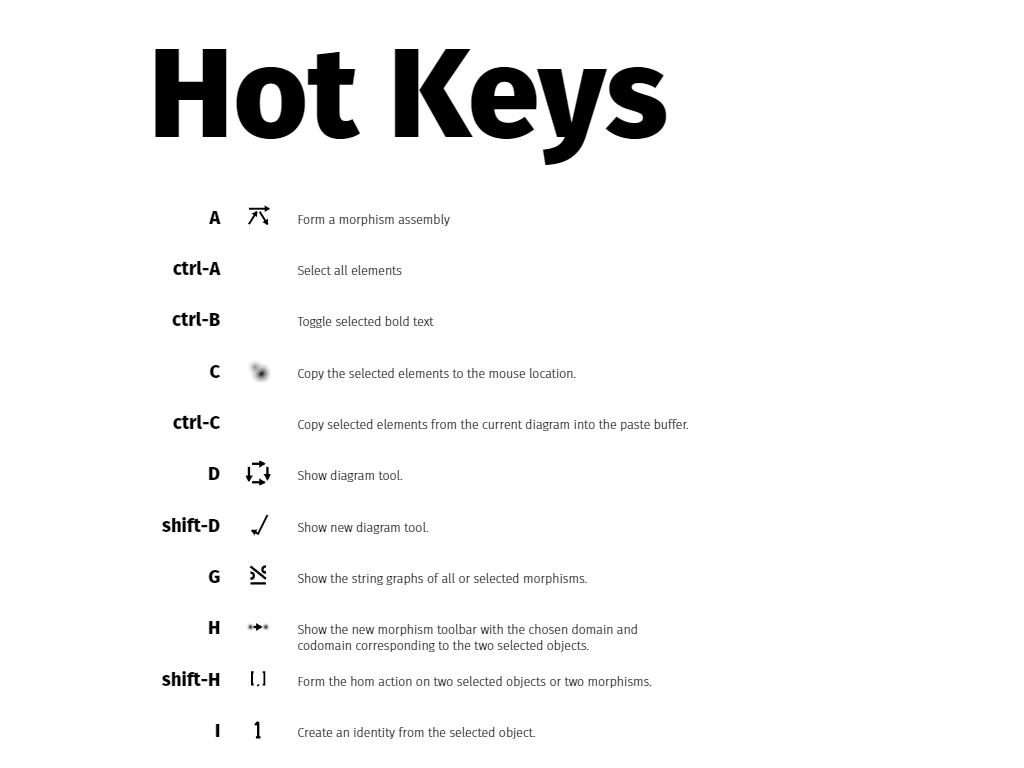 Hot Keys
A Form a morphism assembly
ctrl-A Select all elements
ctrl-B Toggle selected bold text
C Copy the selected elements to the mouse location.
ctrl-C Copy selected elements from the current diagram into the paste buffer.
D Show diagram tool.
shift-D Show new diagram tool.
G Show the string graphs of all or selected morphisms.
H Show the new morphism toolbar with the chosen domain and
codomain corresponding to the two selected objects.
shift-H [,] Form the hom action on two selected objects or two morphisms.
I 1 Create an identity from the selected object.